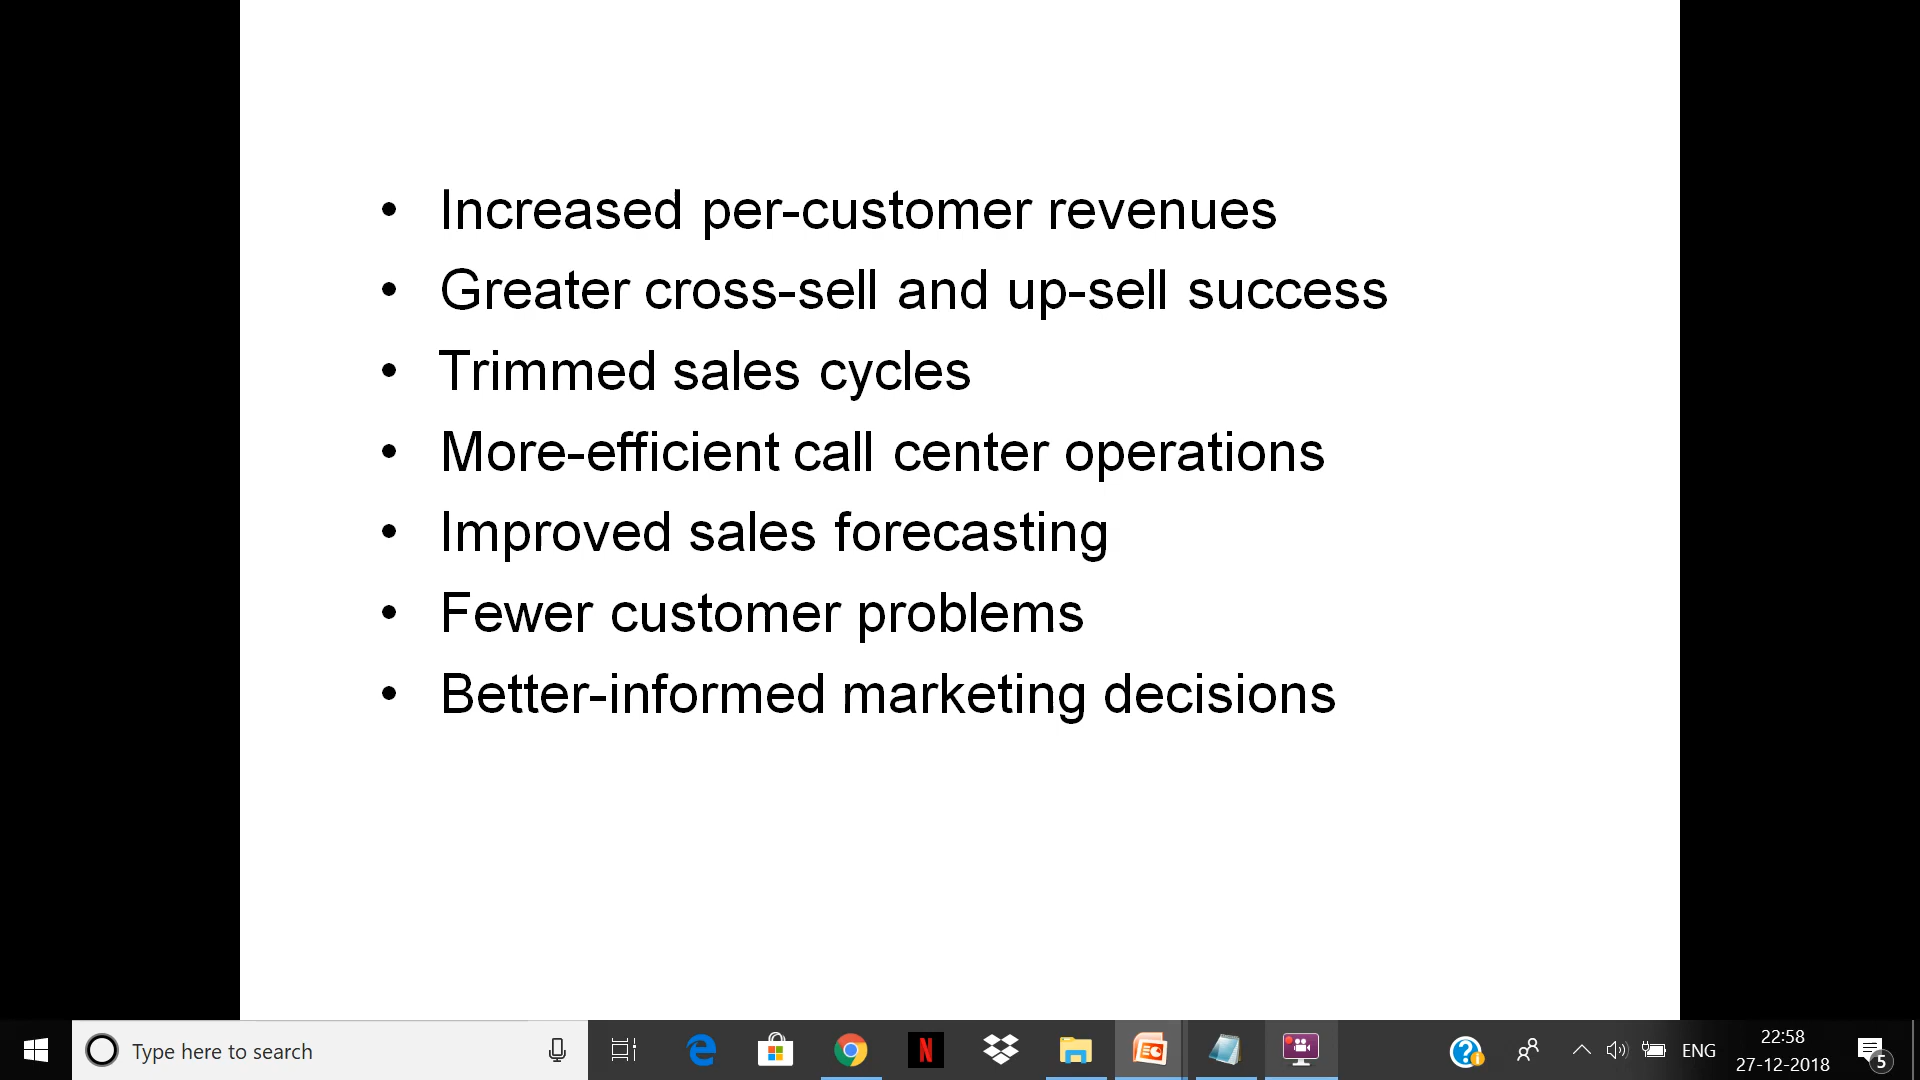 • Increased per-customer revenues
• Greater cross-sell and up-sell success
• Trimmed sales cycles
• More-efficient call center operations
• Improved sales forecasting
• Fewer customer problems
• Better-informed marketing decisions
Type here to search
ENG
22:58
27-12-2018
5